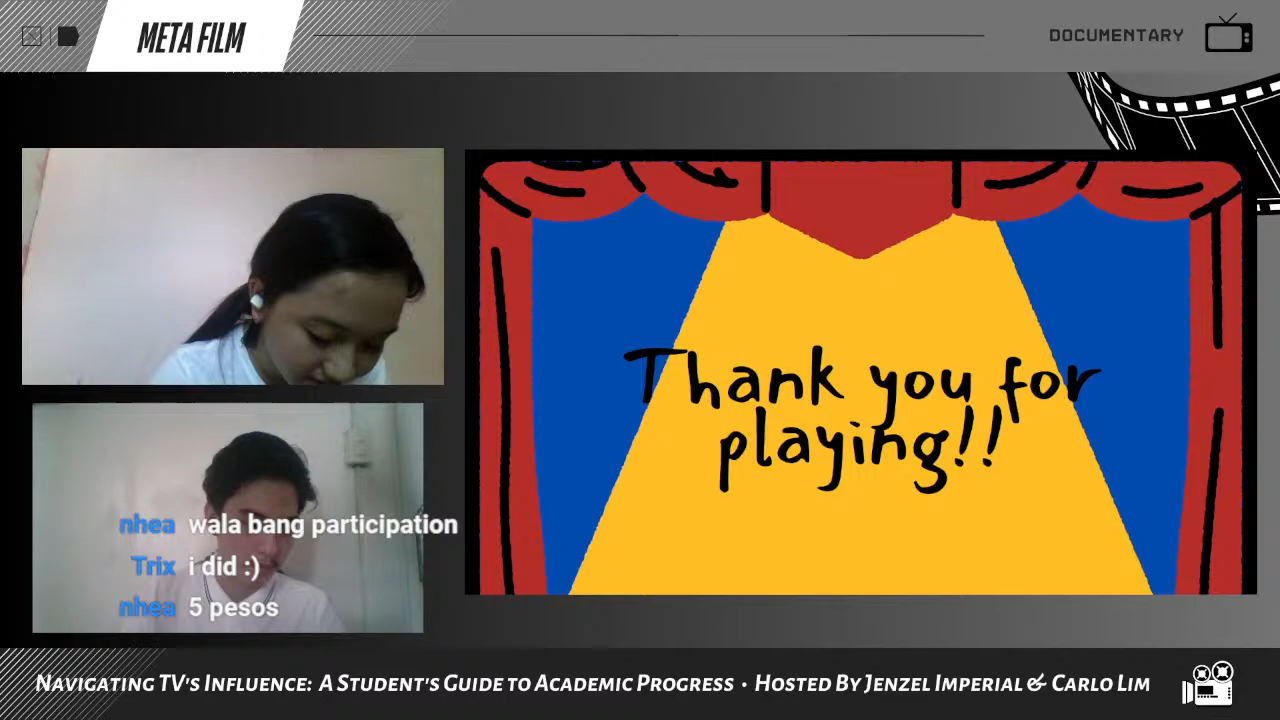 META FILM
DOCUMENTARY
Thank you for
playing!!
nhea wala bang participation
Trix i did :)
nhea 5 pesos
Navigating TV's Influence: A Student's Guide to Academic Progress • Hosted By Jenzel Imperial & Carlo Lim